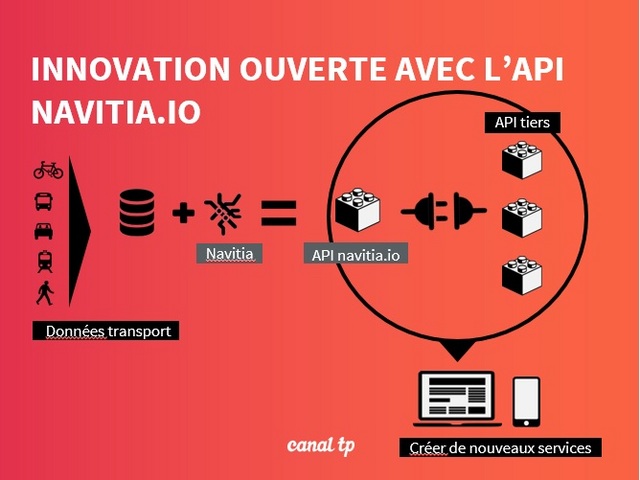 INNOVATION OUVERTE AVEC L’API
NAVITIA.IO
API tiers
Navitia
API navitia.io
Données transport
canal tp
Créer de nouveaux services